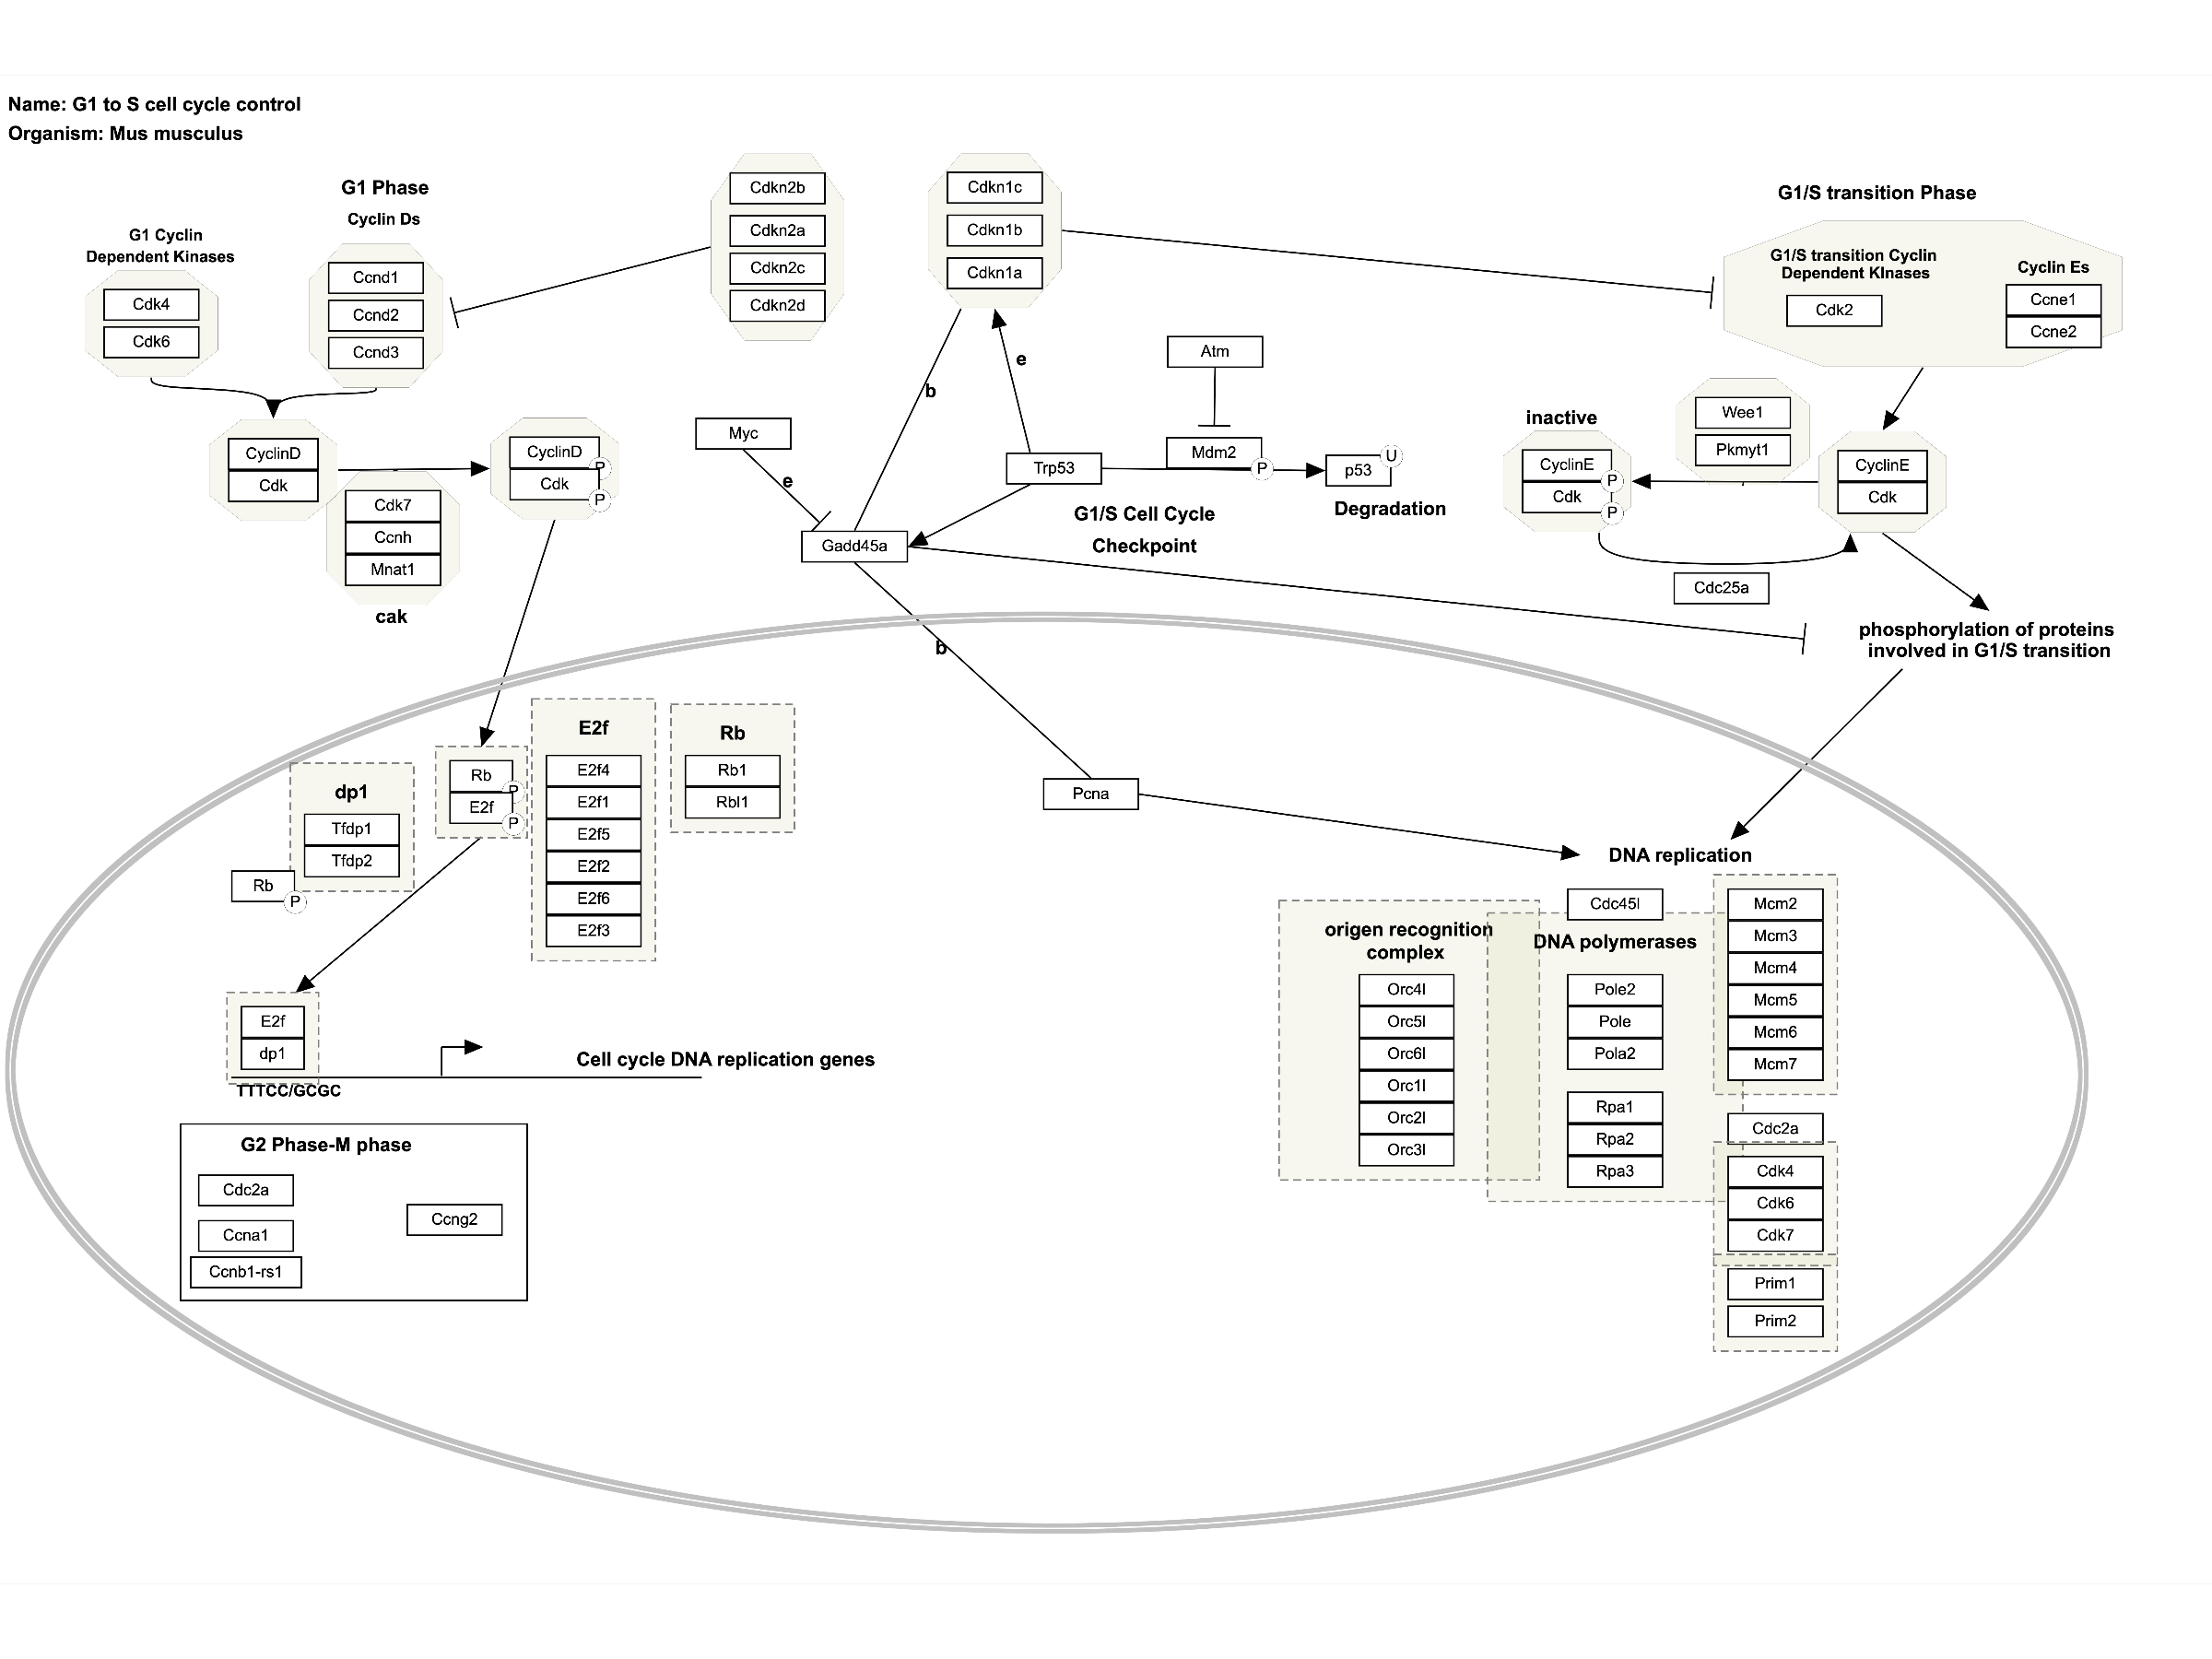 Name: G1 to S cell cycle control
Organism: Mus musculus
G1 Phase
Cyclin Ds
G1 Cyclin
Dependent Kinases
Cdk4
Cdk6
Ccnd1
Ccnd2
Ccnd3
Cdkn2b
Cdkn2a
Cdkn2c
Cdkn2d
Cdkn1c
Cdkn1b
Cdkn1a
G1/S transition Phase
G1/S transition Cyclin
Dependent KInases
Cdk2
Cyclin Es
Ccne1
Ccne2
CyclinD
Cdk
Cdk7
Ccnh
Mnat1
cak
CyclinD
P
Cdk
P
Myc
e
b
e
Atm
Trp53
Mdm2
P
p53
U
Degradation
G1/S Cell Cycle
Checkpoint
Gadd45a
inactive
CyclinE
P
Cdk
P
Wee1
Pkmyt1
CyclinE
Cdk
Cdc25a
phosphorylation of proteins
involved in G1/S transition
b
dp1
Tfdp1
Tfdp2
Rb
P
Rb
P
E2f
P
E2f
E2f4
E2f1
E2f5
E2f2
E2f6
E2f3
Rb
Rb1
Rbl1
Pcna
DNA replication
E2f
dp1
TTTCC/GCGC
Cell cycle DNA replication genes
G2 Phase-M phase
Cdc2a
Ccna1
Ccnb1-rs1
Ccng2
origen recognition
complex
Orc4l
Orc5l
Orc6l
Orc1l
Orc2l
Orc3l
Cdc45l
DNA polymerases
Pole2
Pole
Pola2
Rpa1
Rpa2
Rpa3
Mcm2
Mcm3
Mcm4
Mcm5
Mcm6
Mcm7
Cdc2a
Cdk4
Cdk6
Cdk7
Prim1
Prim2